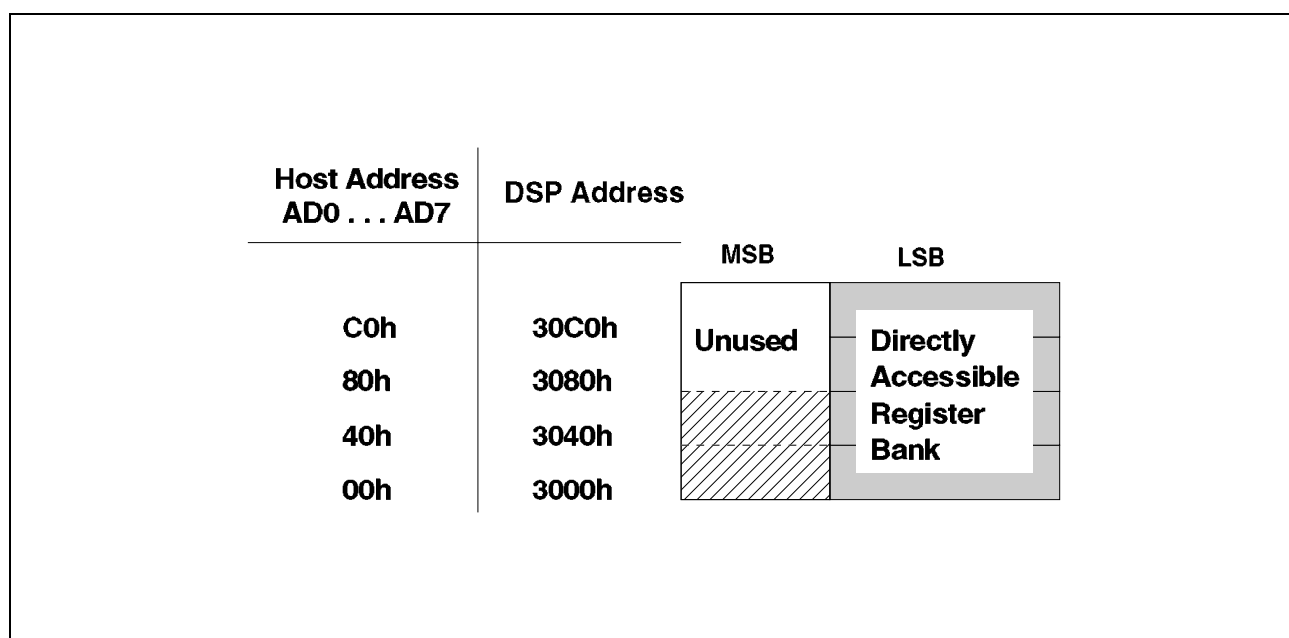 Host Address
AD0 . . . AD7
DSP Address
MSB
LSB
C0h
30C0h
80h
3080h
40h
3040h
00h
3000h
Unused
Directly
Accessible
Register
Bank